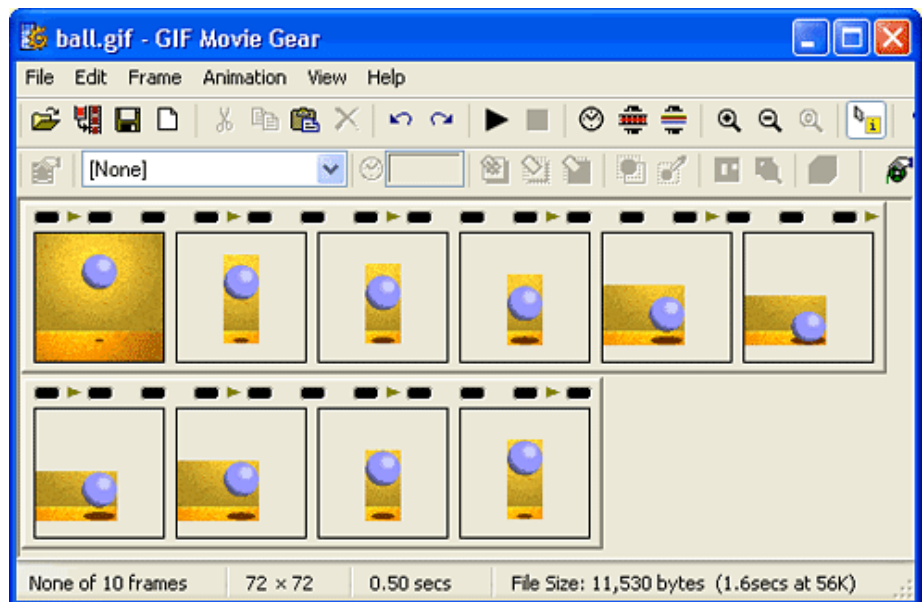 ball.gif - GIF Movie Gear
File Edit Frame Animation View Help
[None]
None of 10 frames 72 × 72 0.50 secs File Size: 11,530 bytes (1.6secs at 56K)